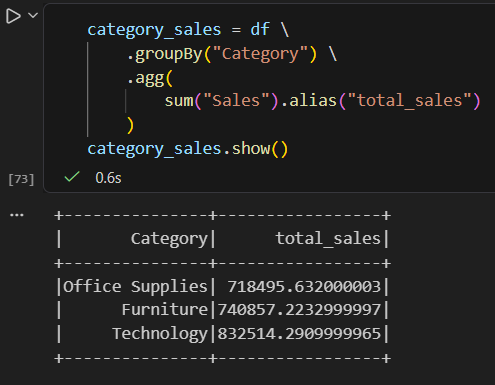 category_sales = df \
    .groupBy("Category") \
    .agg(
        sum("Sales").alias("total_sales")
    )
category_sales.show()
[73]
0.6s
...
+---------------+-----------------+
|       Category|      total_sales|
+---------------+-----------------+
|Office Supplies| 718495.632000003|
|      Furniture|740857.2232999997|
|     Technology|832514.2909999965|
+---------------+-----------------+